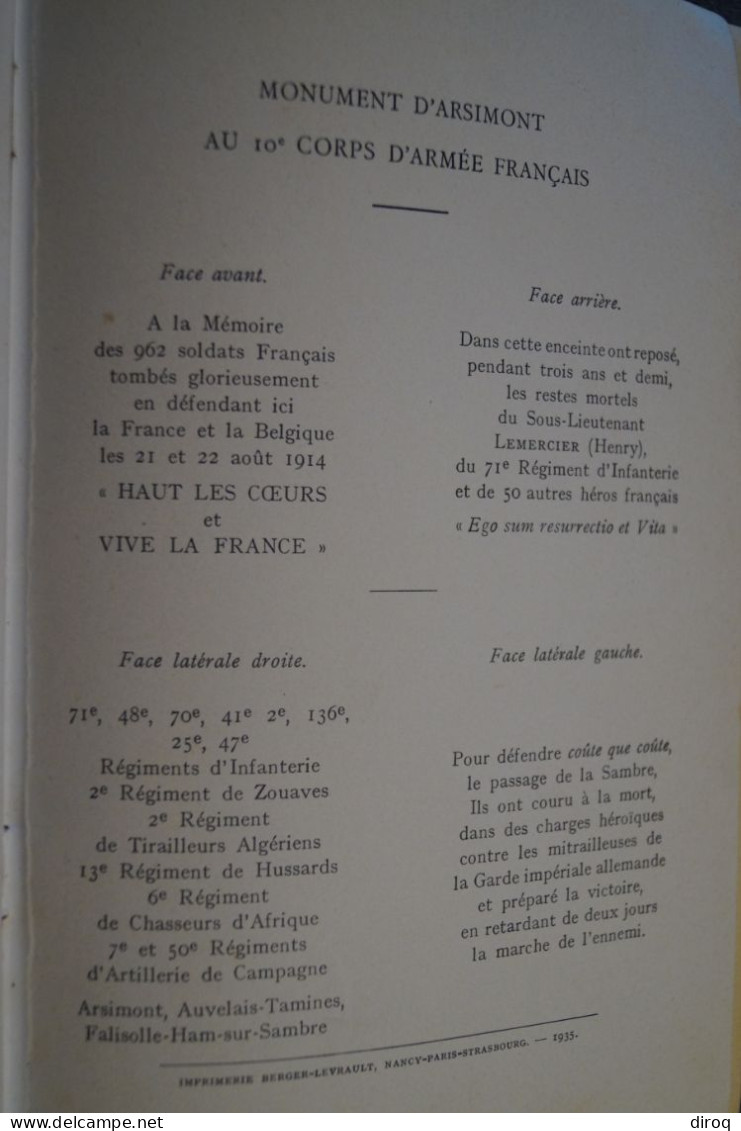 MONUMENT D'ARSIMONT
AU 10e CORPS D'ARMÉE FRANÇAIS
Face avant.
A la Mémoire
des 962 soldats Français
tombés glorieusement
en défendant ici
la France et la Belgique
les 21 et 22 août 1914
« HAUT LES CŒURS
et
VIVE LA FRANCE »
Face arrière.
Dans cette enceinte ont reposé,
pendant trois ans et demi,
les restes mortels
du Sous-Lieutenant
LEMERCIER (Henry),
du 71e Régiment d'Infanterie
et de 50 autres héros français
« Ego sum resurrectio et Vita »
Face latérale droite.
71e, 48e, 70e, 41e 2e, 136e,
25e, 47e
Régiments d'Infanterie
2e Régiment de Zouaves
2e Régiment
de Tirailleurs Algériens
13e Régiment de Hussards
6e Régiment
de Chasseurs d'Afrique
7e et 50e Régiments
d'Artillerie de Campagne
Arsimont, Auvelais-Tamines,
Falisolle-Ham-sur-Sambre
Face latérale gauche.
Pour défendre coûte que coûte,
le passage de la Sambre,
Ils ont couru à la mort,
dans des charges héroïques
contre les mitrailleuses de
la Garde impériale allemande
et préparé la victoire,
en retardant de deux jours
la marche de l'ennemi.
IMPRIMERIE BERGER-LEVRAULT, NANCY-PARIS-STRASBOURG. — 1935.
delcampe.net
diroq